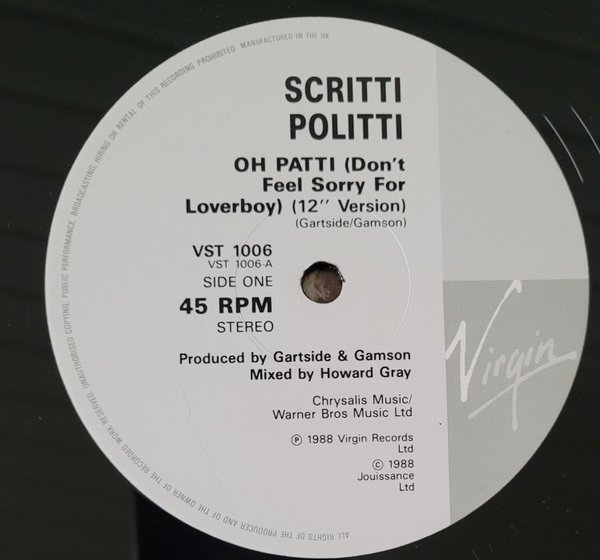 SCRITTI
POLITTI
OH PATTI (Don't
Feel Sorry For
Loverboy) (12'' Version)
(Gartside/Gamson)
VST 1006
VST 1006-A
SIDE ONE
45 RPM
STEREO
Produced by Gartside & Gamson
Mixed by Howard Gray
Chrysalis Music/
Warner Bros Music Ltd
℗ 1988 Virgin Records
Ltd
© 1988
Jouissance
Ltd
Virgin
ALL RIGHTS OF THE PRODUCER AND OF THE OWNER OF THE RECORDED WORK RESERVED. UNAUTHORISED COPYING, PUBLIC PERFORMANCE, BROADCASTING, HIRING OR RENTAL OF THIS RECORDING PROHIBITED. MANUFACTURED IN THE UK